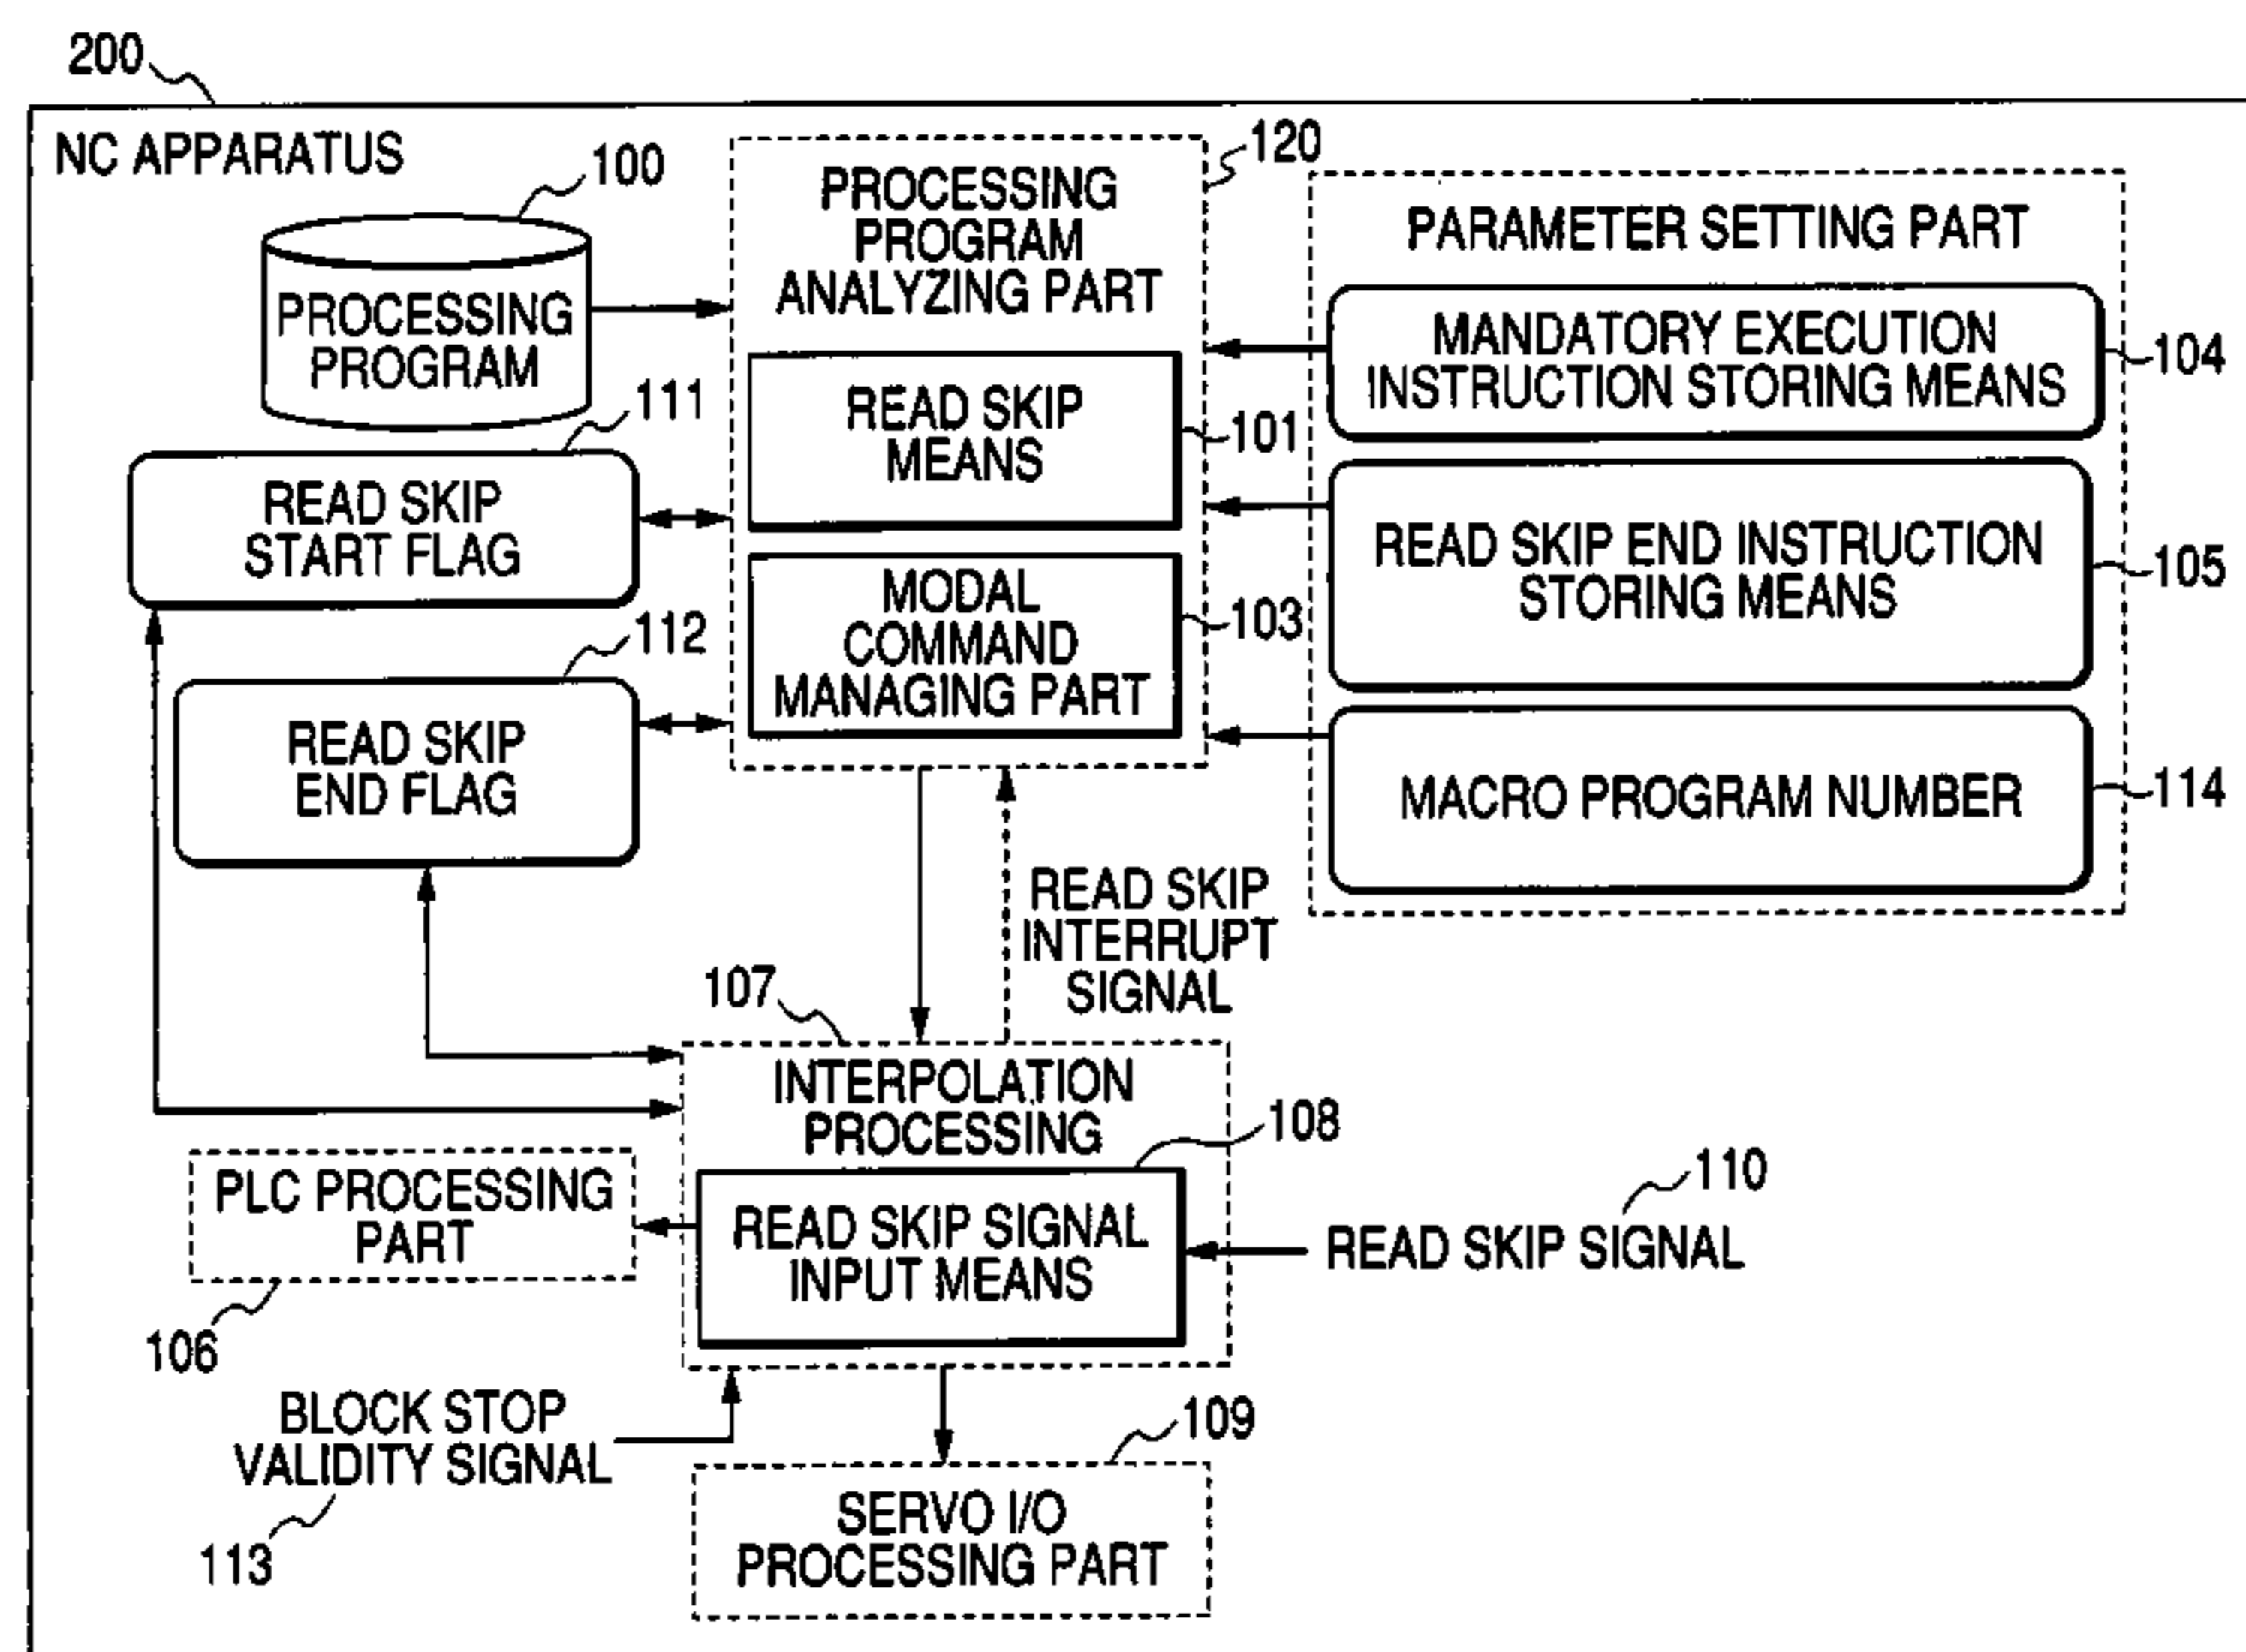 200
NC APPARATUS
100
PROCESSING
PROGRAM
111
READ SKIP
START FLAG
112
READ SKIP
END FLAG
120
PROCESSING
PROGRAM
ANALYZING PART
READ SKIP
MEANS
101
MODAL
COMMAND
MANAGING PART
103
PARAMETER SETTING PART
MANDATORY EXECUTION
INSTRUCTION STORING MEANS
104
READ SKIP END INSTRUCTION
STORING MEANS
105
MACRO PROGRAM NUMBER
114
READ SKIP
INTERRUPT
SIGNAL
107
INTERPOLATION
PROCESSING
108
READ SKIP SIGNAL
INPUT MEANS
110
READ SKIP SIGNAL
PLC PROCESSING
PART
106
BLOCK STOP
VALIDITY SIGNAL
113
109
SERVO I/O
PROCESSING PART